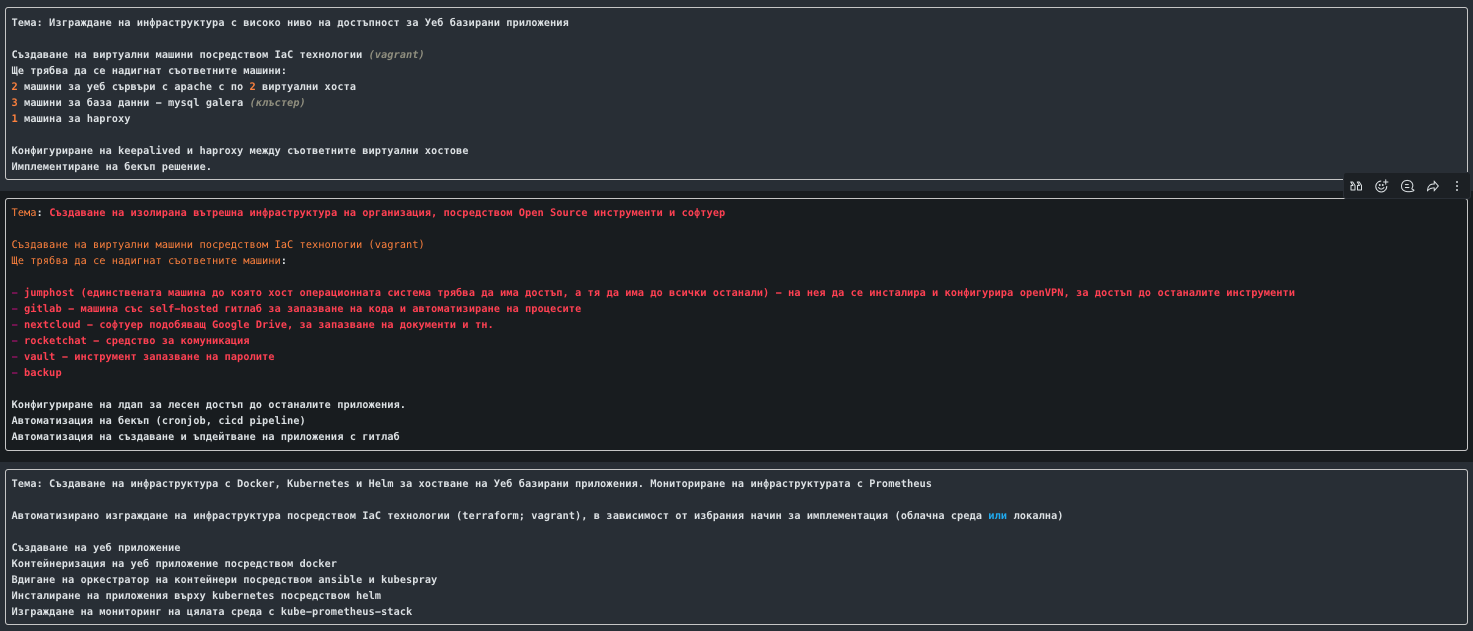 Тема: Изграждане на инфраструктура с високо ниво на достъпност за Уеб базирани приложения
Създаване на виртуални машини посредством IaC технологии (vagrant)
Ще трябва да се надигнат съответните машини:
2 машини за уеб сървъри с apache с по 2 виртуални хоста
3 машини за база данни – mysql galera (клъстер)
1 машина за haproxy
Конфигуриране на keepalived и haproxy между съответните виртуални хостове
Имплементиране на бекъп решение.
Тема: Създаване на изолирана вътрешна инфраструктура на организация, посредством Open Source инструменти и софтуер
Създаване на виртуални машини посредством IaC технологии (vagrant)
Ще трябва да се надигнат съответните машини:
– jumphost (единствената машина до която хост операционната система трябва да има достъп, а тя да има до всички останали) – на нея да се инсталира и конфигурира openVPN, за достъп до останалите инструменти
– gitlab – машина със self-hosted гитлаб за запазване на кода и автоматизиране на процесите
– nextcloud – софтуер подобяващ Google Drive, за запазване на документи и тн.
– rocketchat – средство за комуникация
– vault – инструмент запазване на паролите
– backup
Конфигуриране на лдап за лесен достъп до останалите приложения.
Автоматизация на бекъп (cronjob, cicd pipeline)
Автоматизация на създаване и ъпдейтване на приложения с гитлаб
Тема: Създаване на инфраструктура с Docker, Kubernetes и Helm за хостване на Уеб базирани приложения. Мониториране на инфраструктурата с Prometheus
Автоматизирано изграждане на инфраструктура посредством IaC технологии (terraform; vagrant), в зависимост от избрания начин за имплементация (облачна среда или локална)
Създаване на уеб приложение
Контейнеризация на уеб приложение посредством docker
Вдигане на оркестратор на контейнери посредством ansible и kubespray
Инсталиране на приложения върху kubernetes посредством helm
Изграждане на мониторинг на цялата среда с kube-prometheus-stack